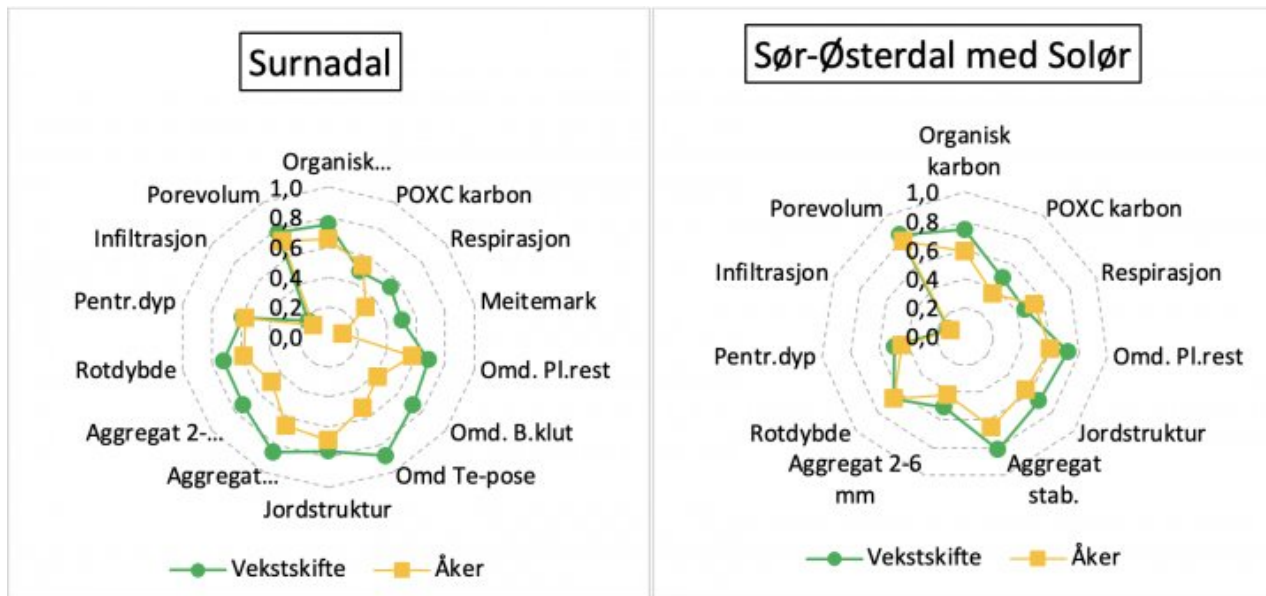 Surnadal
Organisk...
POXC karbon
Respirasjon
Meitemark
Omd. Pl.rest
Omd. B.klut
Omd Te-pose
Jordstruktur
Aggregat...
Aggregat 2-...
Rotdybde
Pentr.dyp
Infiltrasjon
Porevolum
1,0
0,8
0,6
0,4
0,2
0,0
Vekstskifte
Åker
Sør-Østerdal med Solør
Organisk
karbon
POXC karbon
Respirasjon
Omd. Pl.rest
Jordstruktur
Aggregat
stab.
Aggregat 2-6
mm
Rotdybde
Pentr.dyp
Infiltrasjon
Porevolum
1,0
0,8
0,6
0,4
0,2
0,0
Vekstskifte
Åker